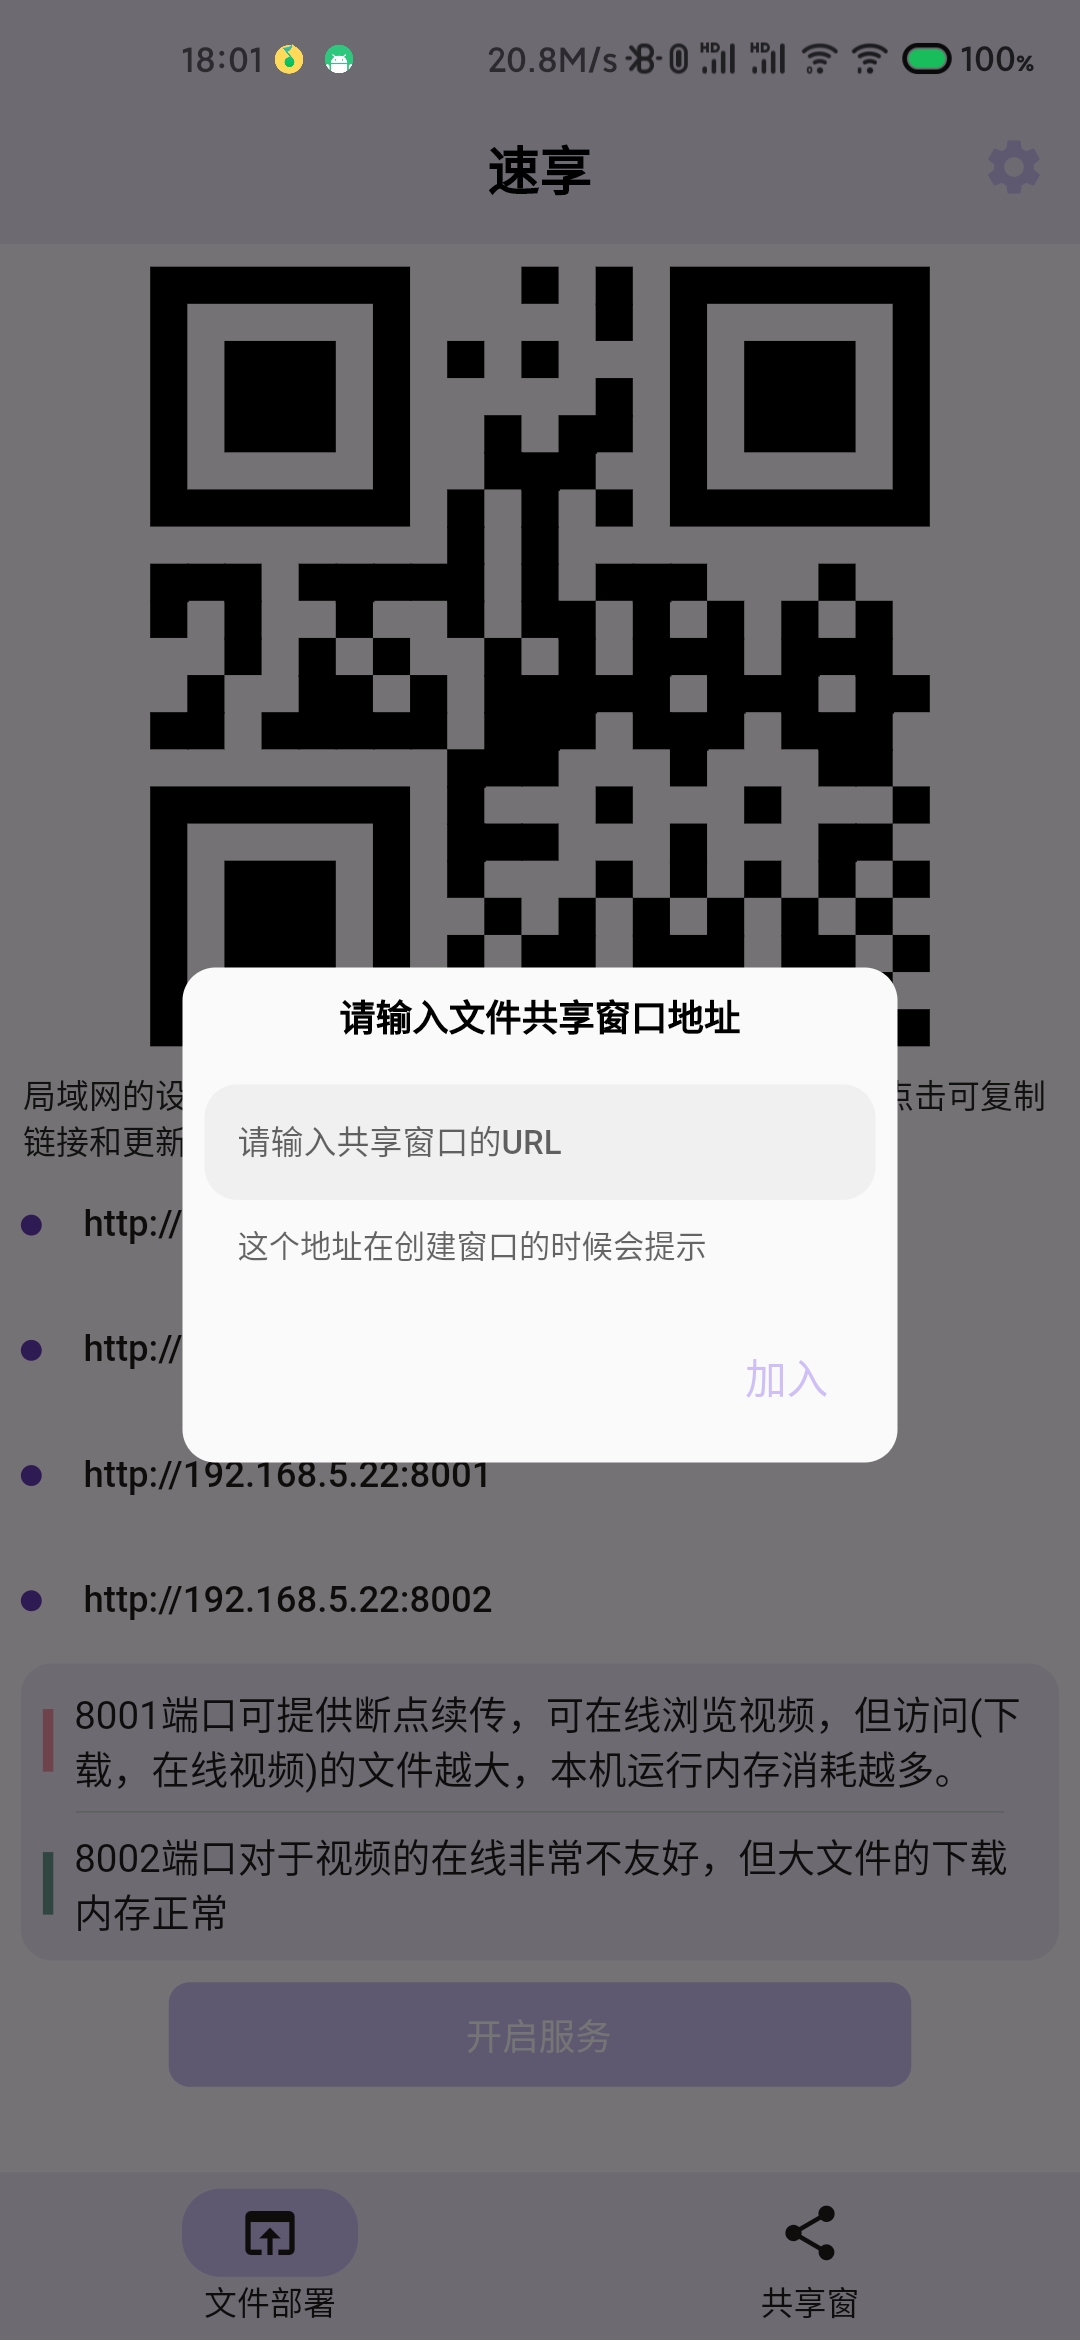 18:01 20.8M/s HD HD 100%
速享
请输入文件共享窗口地址
局域网的设 点击可复制
链接和更新
请输入共享窗口的URL
http://
这个地址在创建窗口的时候会提示
http://
加入
http://192.168.5.22:8001
http://192.168.5.22:8002
8001端口可提供断点续传，可在线浏览视频，但访问(下
载，在线视频)的文件越大，本机运行内存消耗越多。
8002端口对于视频的在线非常不友好，但大文件的下载
内存正常
开启服务
文件部署 共享窗